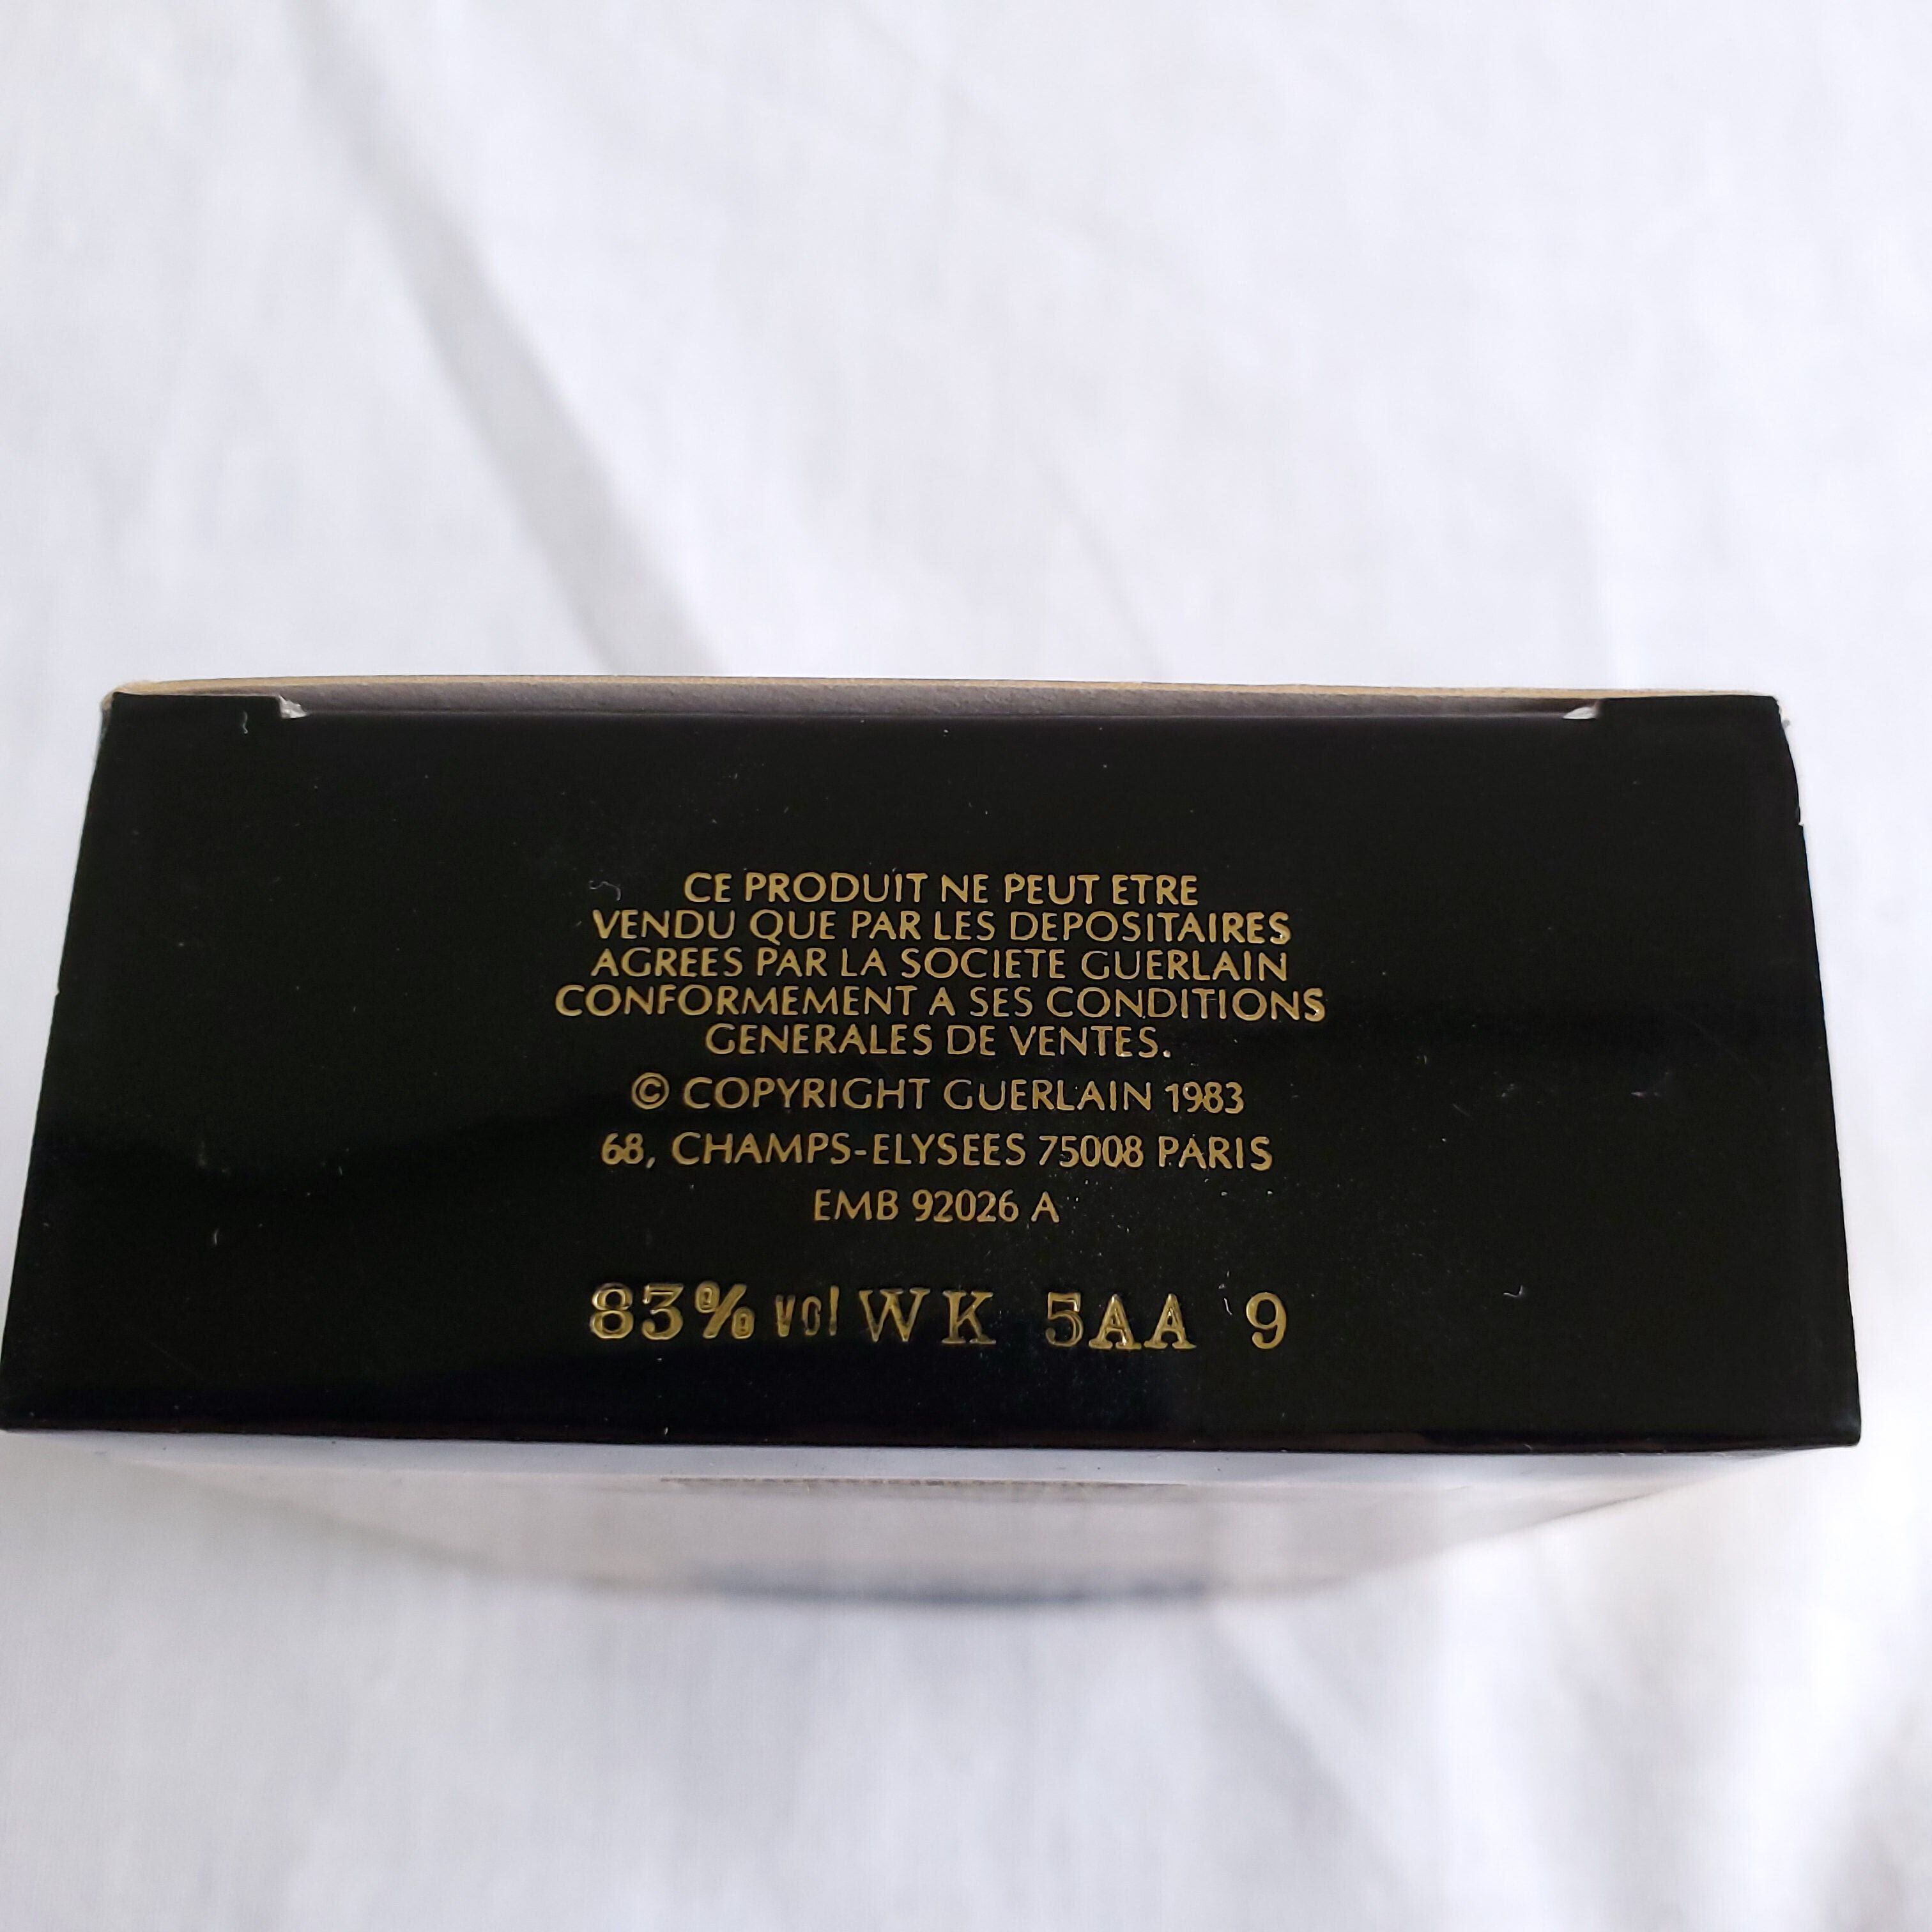 CE PRODUIT NE PEUT ETRE
VENDU QUE PAR LES DEPOSITAIRES
AGREES PAR LA SOCIETE GUERLAIN
CONFORMEMENT A SES CONDITIONS
GENERALES DE VENTES.
© COPYRIGHT GUERLAIN 1983
68, CHAMPS-ELYSEES 75008 PARIS
EMB 92026 A
83% vol WK 5AA 9